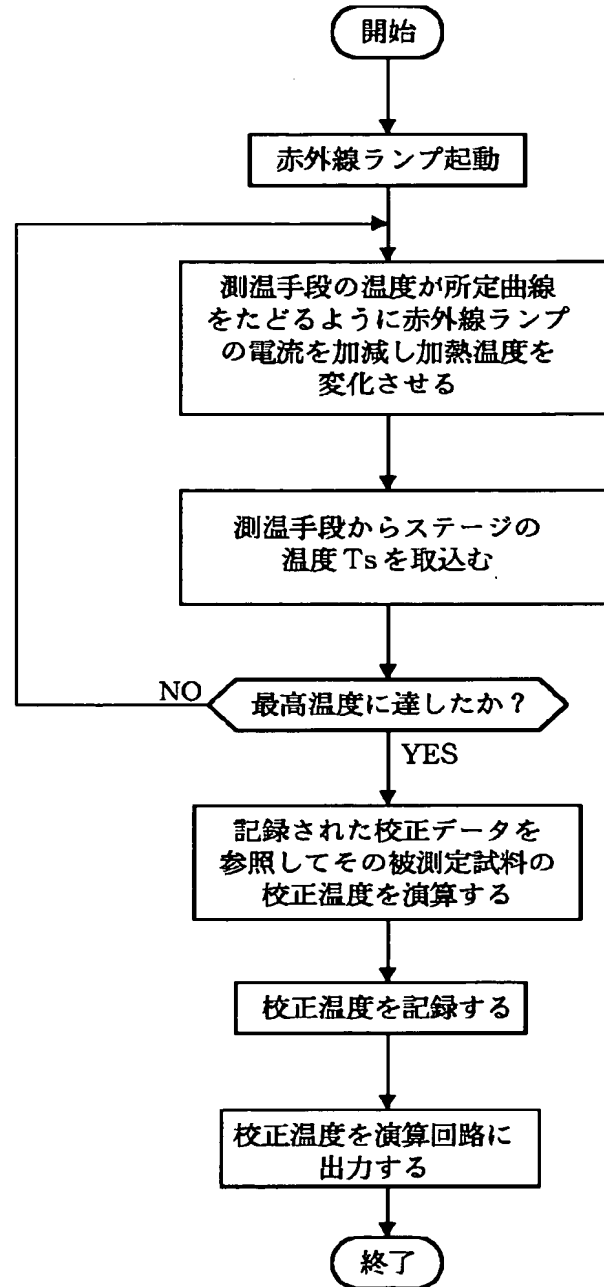 開始
赤外線ランプ起動
測温手段の温度が所定曲線
をたどるように赤外線ランプ
の電流を加減し加熱温度を
変化させる
測温手段からステージの
温度Tsを取込む
NO
最高温度に達したか?
YES
記録された校正データを
参照してその被測定試料の
校正温度を演算する
校正温度を記録する
校正温度を演算回路に
出力する
終了